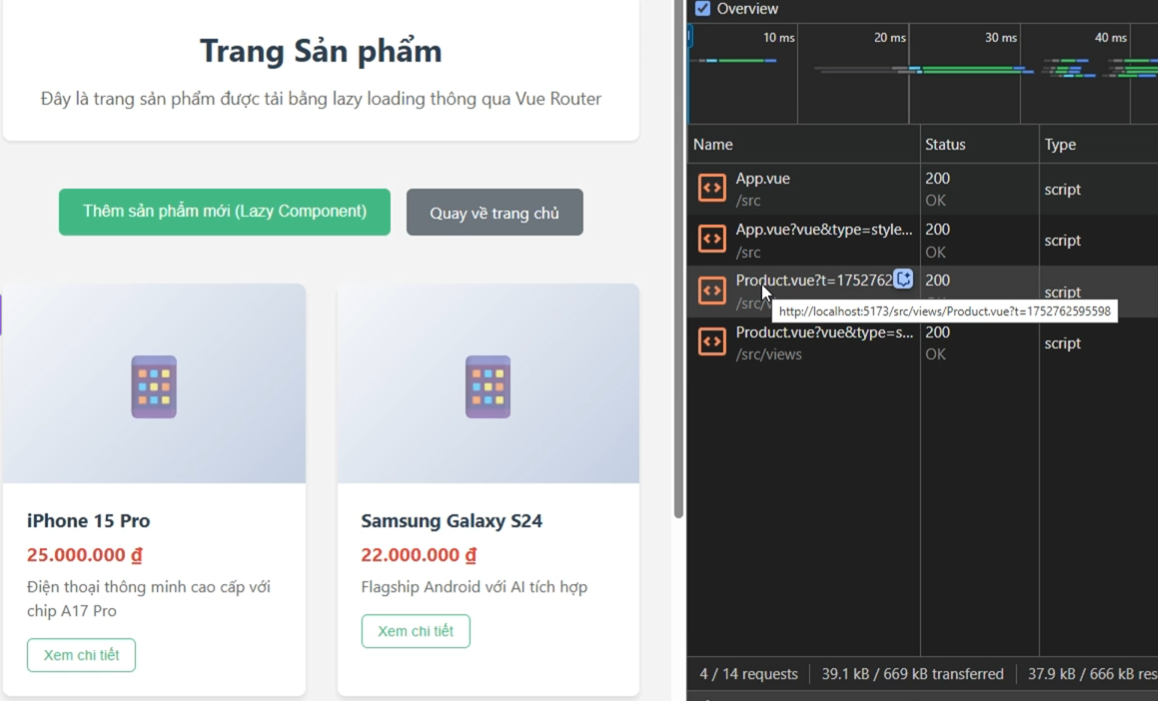 Trang Sản phẩm
Đây là trang sản phẩm được tải bằng lazy loading thông qua Vue Router
Thêm sản phẩm mới (Lazy Component)
Quay về trang chủ
iPhone 15 Pro
25.000.000 ₫
Điện thoại thông minh cao cấp với
chip A17 Pro
Xem chi tiết
Samsung Galaxy S24
22.000.000 ₫
Flagship Android với AI tích hợp
Xem chi tiết
Overview
10 ms 20 ms 30 ms 40 ms
Name Status Type
App.vue 200 script
/src OK
App.vue?vue&type=style... 200 script
/src OK
Product.vue?t=1752762 200 script
http://localhost:5173/src/views/Product.vue?t=1752762595598
Product.vue?vue&type=s... 200 script
/src/views OK
4 / 14 requests 39.1 kB / 669 kB transferred 37.9 kB / 666 kB res